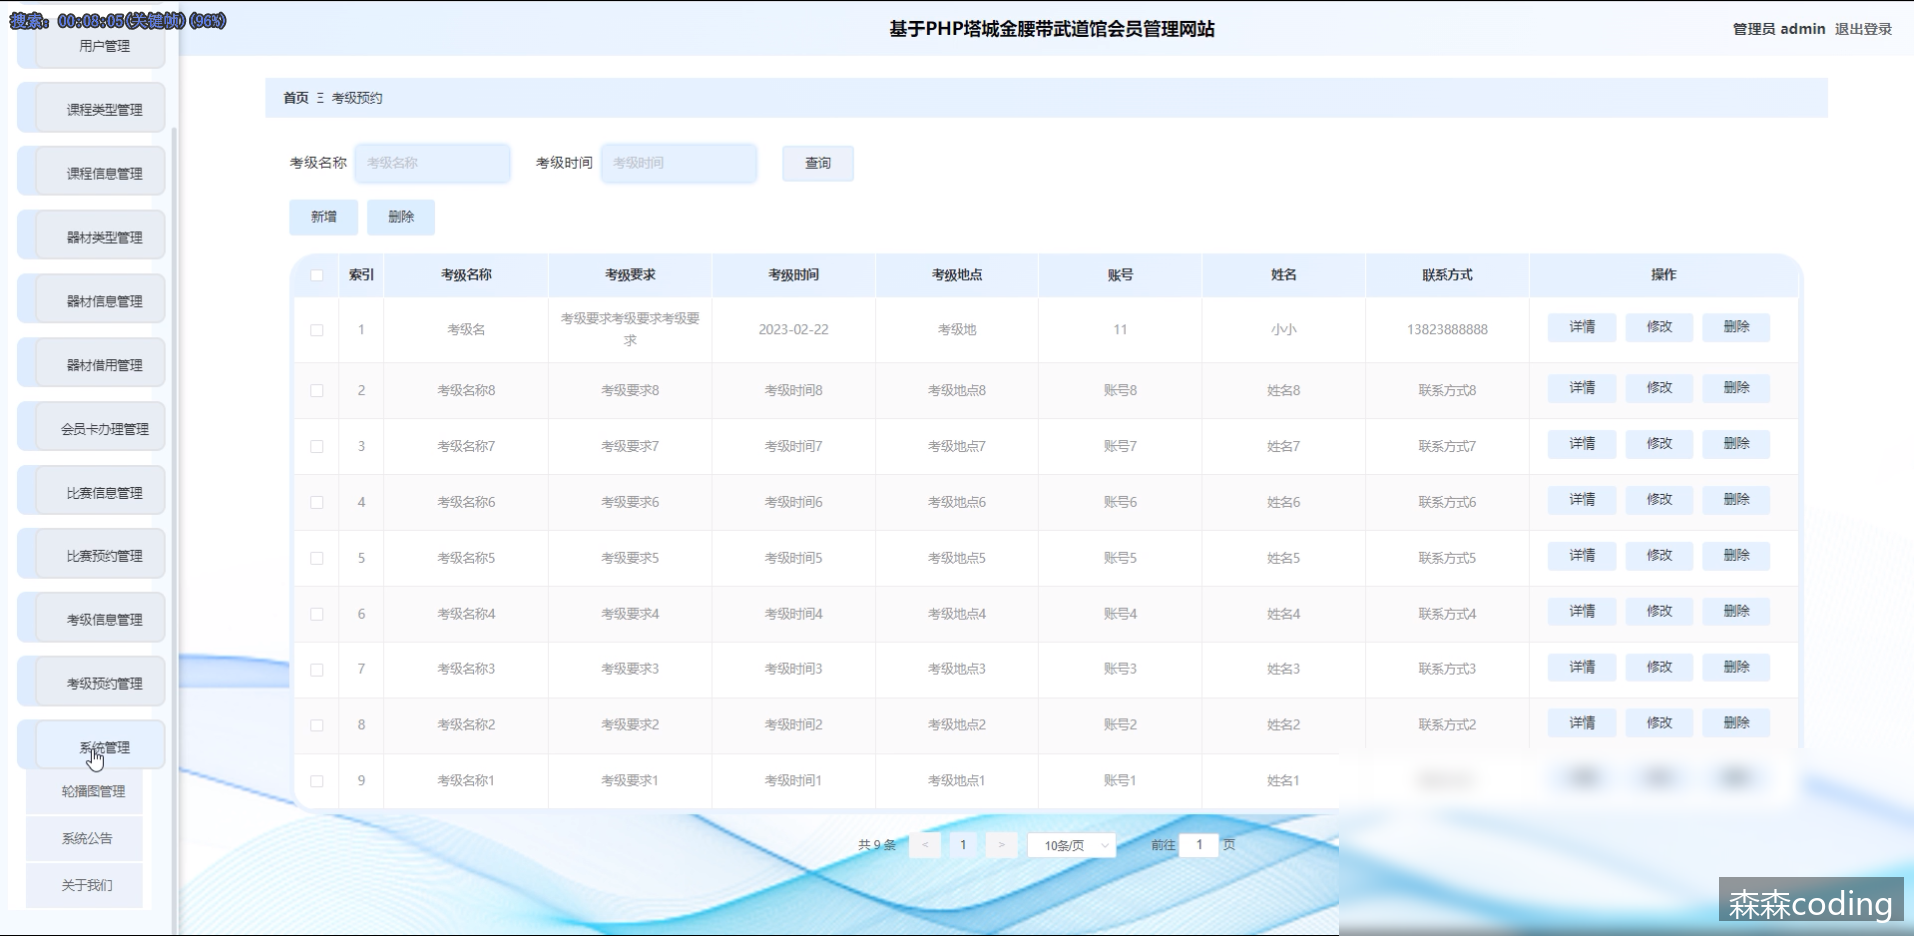 搜索: 00:08:05(关键帧)(96%)
基于PHP塔城金腰带武道馆会员管理网站
管理员 admin 退出登录
用户管理
课程类型管理
课程信息管理
器材类型管理
器材信息管理
器材借用管理
会员卡办理管理
比赛信息管理
比赛预约管理
考级信息管理
考级预约管理
系统管理
轮播图管理
系统公告
关于我们
首页 Ξ 考级预约
考级名称 考级名称 考级时间 考级时间 查询
新增 删除
索引 考级名称 考级要求 考级时间 考级地点 账号 姓名 联系方式 操作
1 考级名 考级要求考级要求考级要求 2023-02-22 考级地 11 小小 13823888888 详情 修改 删除
2 考级名称8 考级要求8 考级时间8 考级地点8 账号8 姓名8 联系方式8 详情 修改 删除
3 考级名称7 考级要求7 考级时间7 考级地点7 账号7 姓名7 联系方式7 详情 修改 删除
4 考级名称6 考级要求6 考级时间6 考级地点6 账号6 姓名6 联系方式6 详情 修改 删除
5 考级名称5 考级要求5 考级时间5 考级地点5 账号5 姓名5 联系方式5 详情 修改 删除
6 考级名称4 考级要求4 考级时间4 考级地点4 账号4 姓名4 联系方式4 详情 修改 删除
7 考级名称3 考级要求3 考级时间3 考级地点3 账号3 姓名3 联系方式3 详情 修改 删除
8 考级名称2 考级要求2 考级时间2 考级地点2 账号2 姓名2 联系方式2 详情 修改 删除
9 考级名称1 考级要求1 考级时间1 考级地点1 账号1 姓名1
共 9 条 < 1 > 10条/页 前往 1 页
森森coding